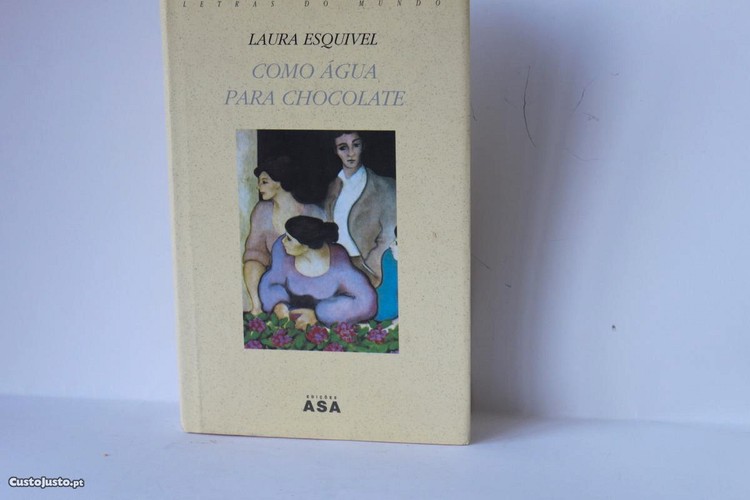 LETRAS DO MUNDO
LAURA ESQUIVEL
COMO ÁGUA
PARA CHOCOLATE
EDIÇÕES
ASA
CustoJusto.pt